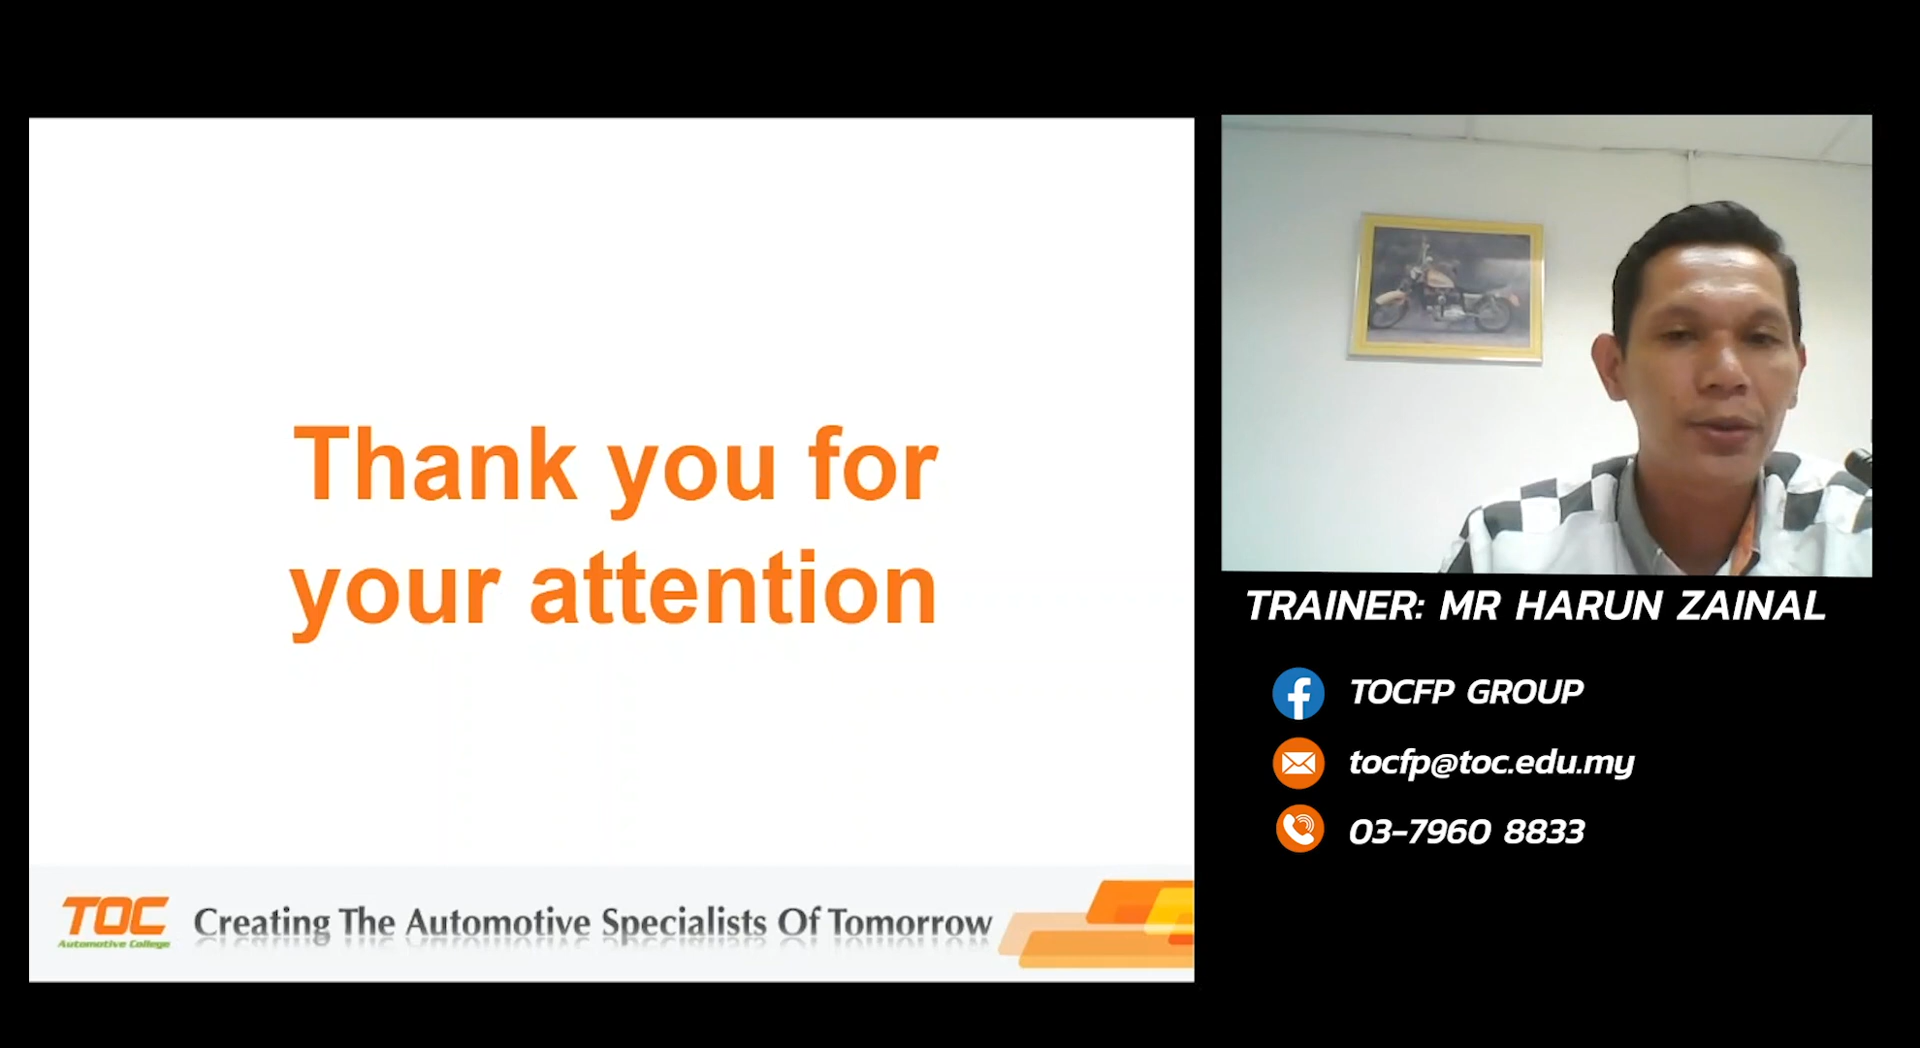 Thank you for
your attention
TOC
Automotive College
Creating The Automotive Specialists Of Tomorrow
TRAINER: MR HARUN ZAINAL
TOCFP GROUP
tocfp@toc.edu.my
03-7960 8833